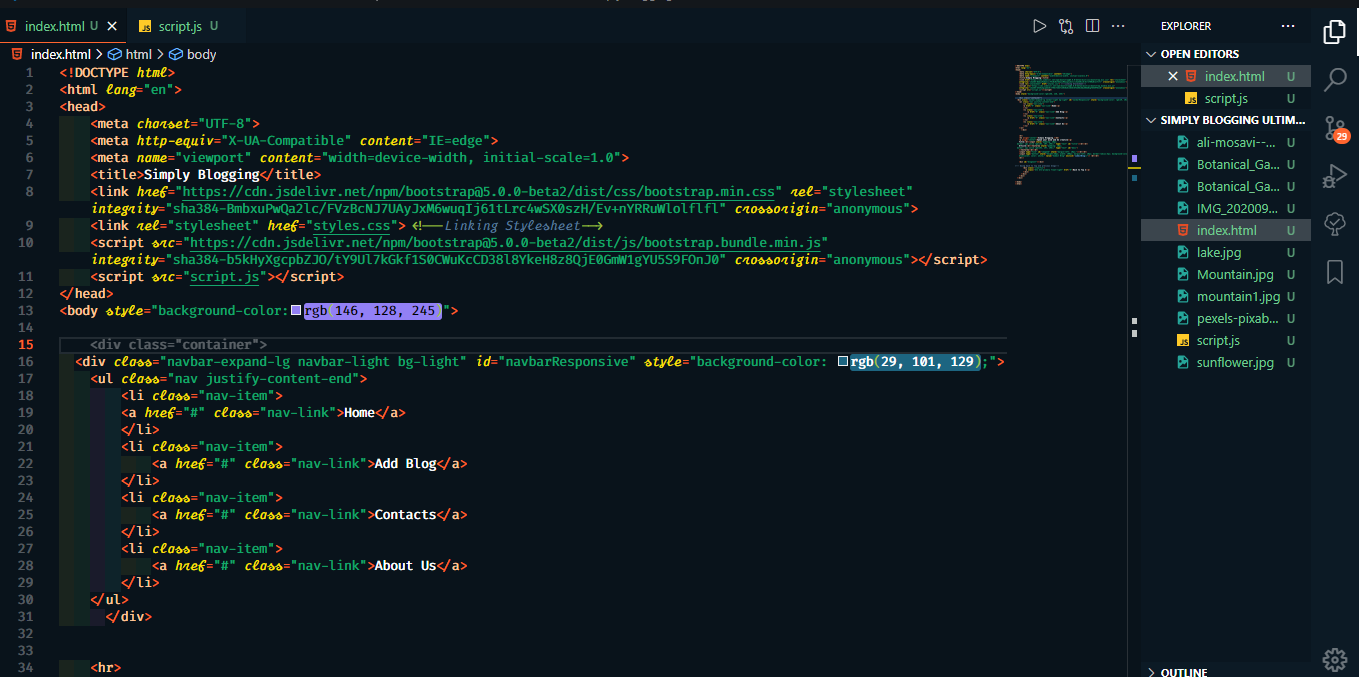 index.html U
script.js U
index.html > html > body
1 <!DOCTYPE html>
2 <html lang="en">
3 <head>
4 <meta charset="UTF-8">
5 <meta http-equiv="X-UA-Compatible" content="IE=edge">
6 <meta name="viewport" content="width=device-width, initial-scale=1.0">
7 <title>Simply Blogging</title>
8 <link href="https://cdn.jsdelivr.net/npm/bootstrap@5.0.0-beta2/dist/css/bootstrap.min.css" rel="stylesheet"
integrity="sha384-BmbxuPwQa2lc/FVzBcNJ7UAyJxM6wuqIj61tLrc4wSX0szH/Ev+nYRRuWlolflfl" crossorigin="anonymous">
9 <link rel="stylesheet" href="styles.css"> <!--Linking Stylesheet-->
10 <script src="https://cdn.jsdelivr.net/npm/bootstrap@5.0.0-beta2/dist/js/bootstrap.bundle.min.js"
integrity="sha384-b5kHyXgcpbZJO/tY9Ul7kGkf1S0CWuKcCD38l8YkeH8z8QjE0GmW1gYU5S9FOnJ0" crossorigin="anonymous"></script>
11 <script src="script.js"></script>
12 </head>
13 <body style="background-color: rgb(146, 128, 245)">
14
15 <div class="container">
16 <div class="navbar-expand-lg navbar-light bg-light" id="navbarResponsive" style="background-color: rgb(29, 101, 129);">
17 <ul class="nav justify-content-end">
18 <li class="nav-item">
19 <a href="#" class="nav-link">Home</a>
20 </li>
21 <li class="nav-item">
22 <a href="#" class="nav-link">Add Blog</a>
23 </li>
24 <li class="nav-item">
25 <a href="#" class="nav-link">Contacts</a>
26 </li>
27 <li class="nav-item">
28 <a href="#" class="nav-link">About Us</a>
29 </li>
30 </ul>
31 </div>
32
33
34 <hr>
EXPLORER
OPEN EDITORS
index.html U
script.js U
SIMPLY BLOGGING ULTIM...
ali-mosavi--... U
Botanical_Ga... U
Botanical_Ga... U
IMG_202009... U
index.html U
lake.jpg U
Mountain.jpg U
mountain1.jpg U
pexels-pixab... U
script.js U
sunflower.jpg U
OUTLINE
29